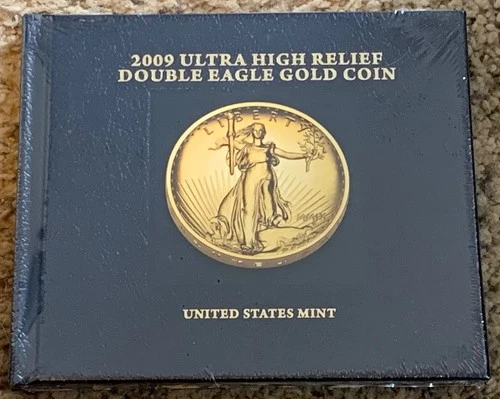 2009 ULTRA HIGH RELIEF
DOUBLE EAGLE GOLD COIN
LIBERTY
UNITED STATES MINT